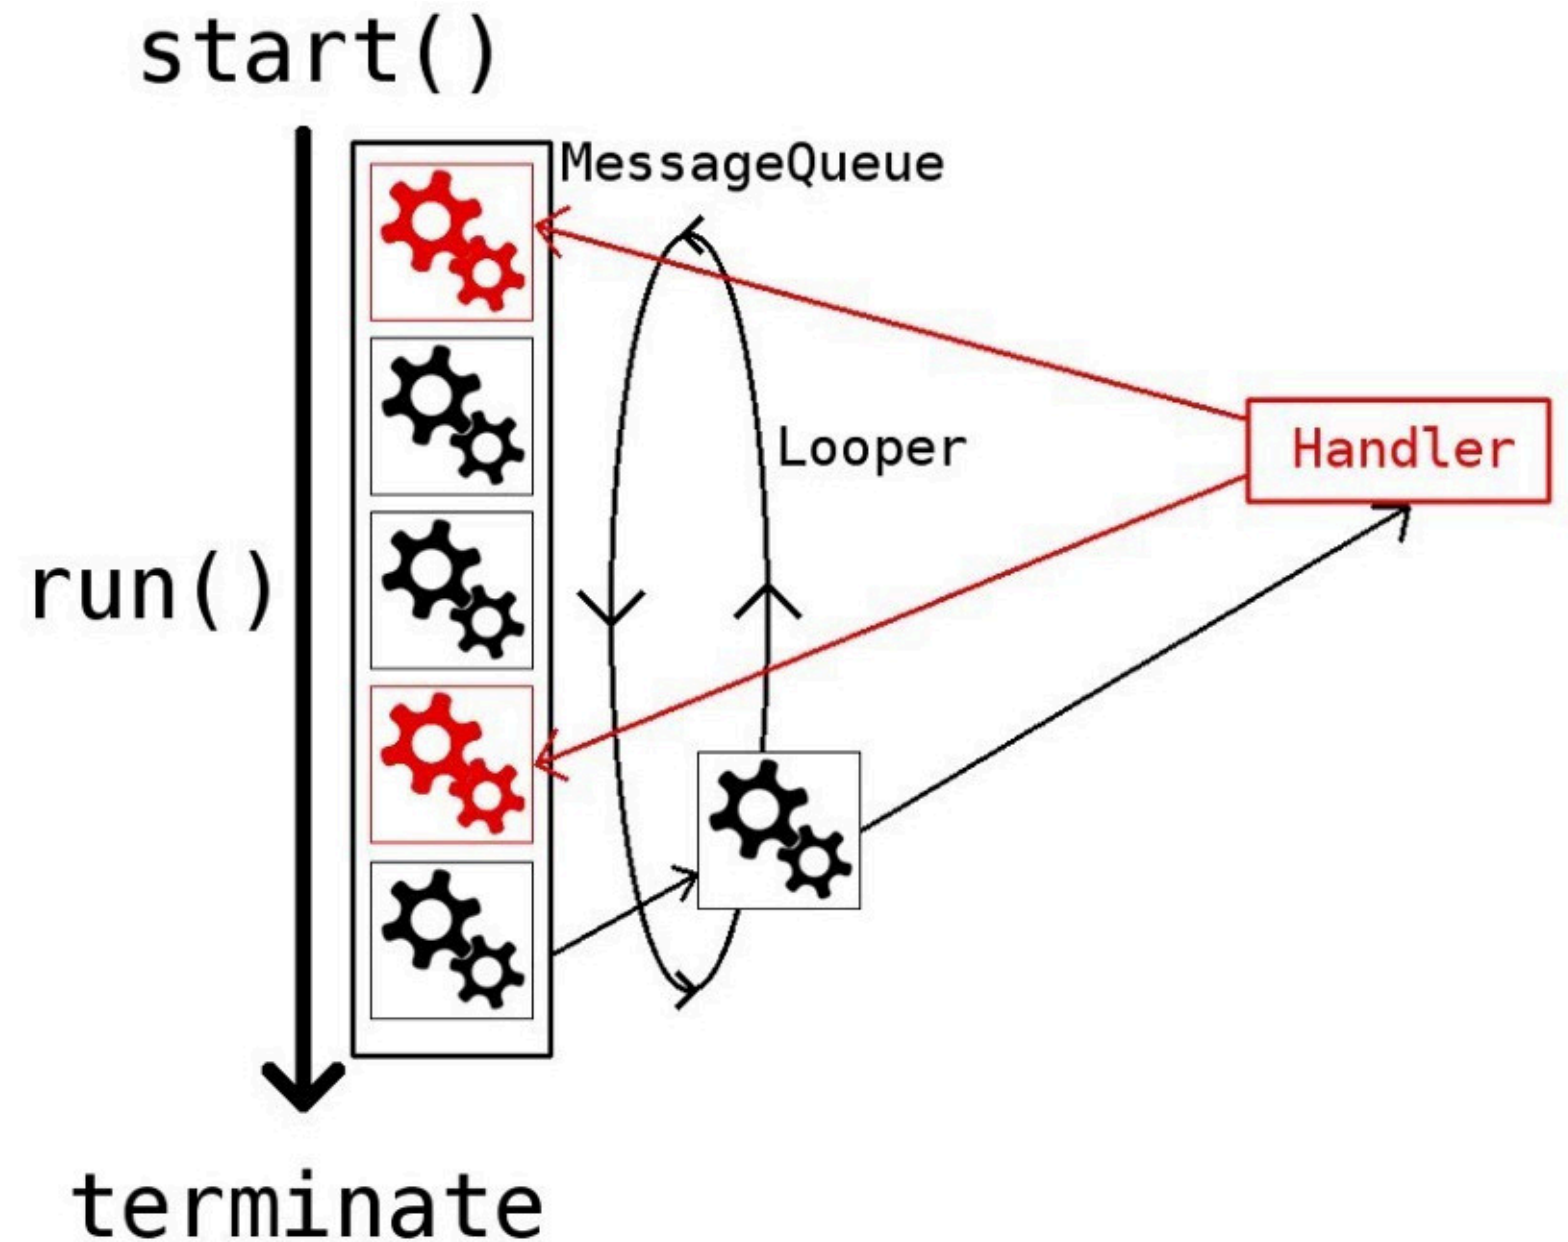 start()
MessageQueue
Looper
Handler
run()
terminate